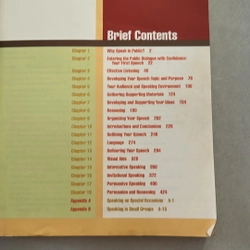 Brief Contents
Chapter 1 Why Speak in Public? 2
Chapter 2 Entering the Public Dialogue with Confidence:
Your First Speech 22
Chapter 3 Effective Listening 48
Chapter 4 Developing Your Speech Topic and Purpose 72
Chapter 5 Your Audience and Speaking Environment 100
Chapter 6 Gathering Supporting Materials 124
Chapter 7 Developing and Supporting Your Ideas 154
Chapter 8 Reasoning 180
Chapter 9 Organizing Your Speech 202
Chapter 10 Introductions and Conclusions 228
Chapter 11 Outlining Your Speech 248
Chapter 12 Language 274
Chapter 13 Delivering Your Speech 294
Chapter 14 Visual Aids 320
Chapter 15 Informative Speaking 350
Chapter 16 Invitational Speaking 372
Chapter 17 Persuasive Speaking 400
Chapter 18 Persuasion and Reasoning 424
Appendix A Speaking on Special Occasions A-1
Appendix B Speaking in Small Groups A-15